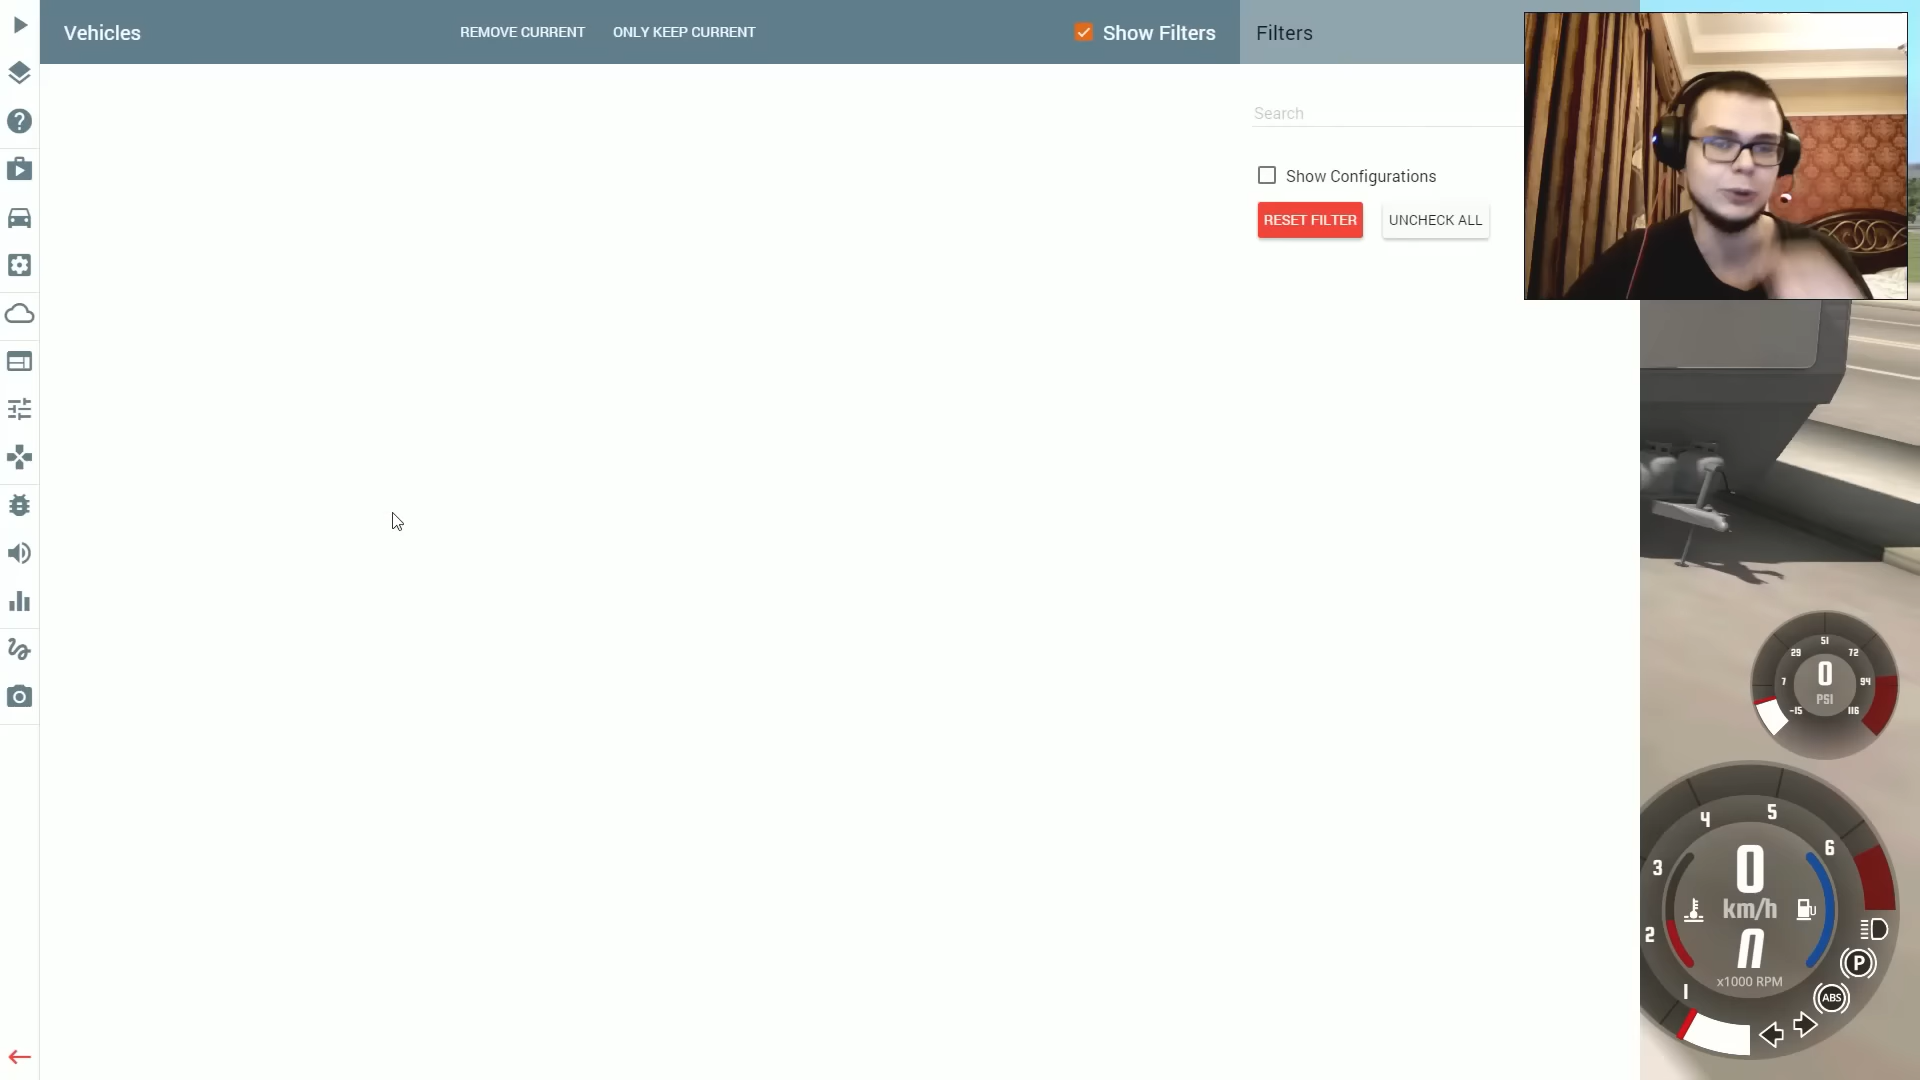 Vehicles
REMOVE CURRENT
ONLY KEEP CURRENT
Show Filters
Filters
Search
Show Configurations
RESET FILTER
UNCHECK ALL
51
29
72
7
0
94
PSI
-15
116
5
4
6
3
0
km/h
2
n
x1000 RPM
1
P
ABS